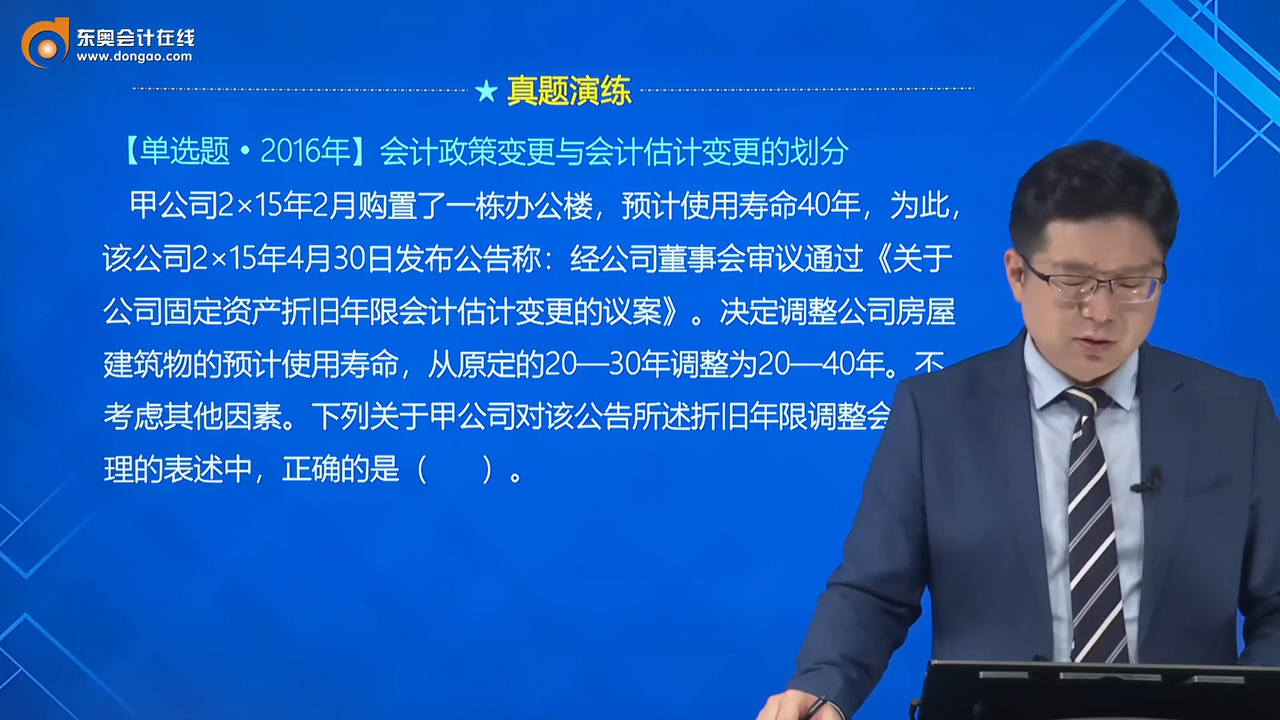 东奥会计在线
www.dongao.com
★ 真题演练
【单选题•2016年】会计政策变更与会计估计变更的划分
甲公司2×15年2月购置了一栋办公楼，预计使用寿命40年，为此，
该公司2×15年4月30日发布公告称：经公司董事会审议通过《关于
公司固定资产折旧年限会计估计变更的议案》。决定调整公司房屋
建筑物的预计使用寿命，从原定的20—30年调整为20—40年。不
考虑其他因素。下列关于甲公司对该公告所述折旧年限调整会
理的表述中，正确的是（  ）。